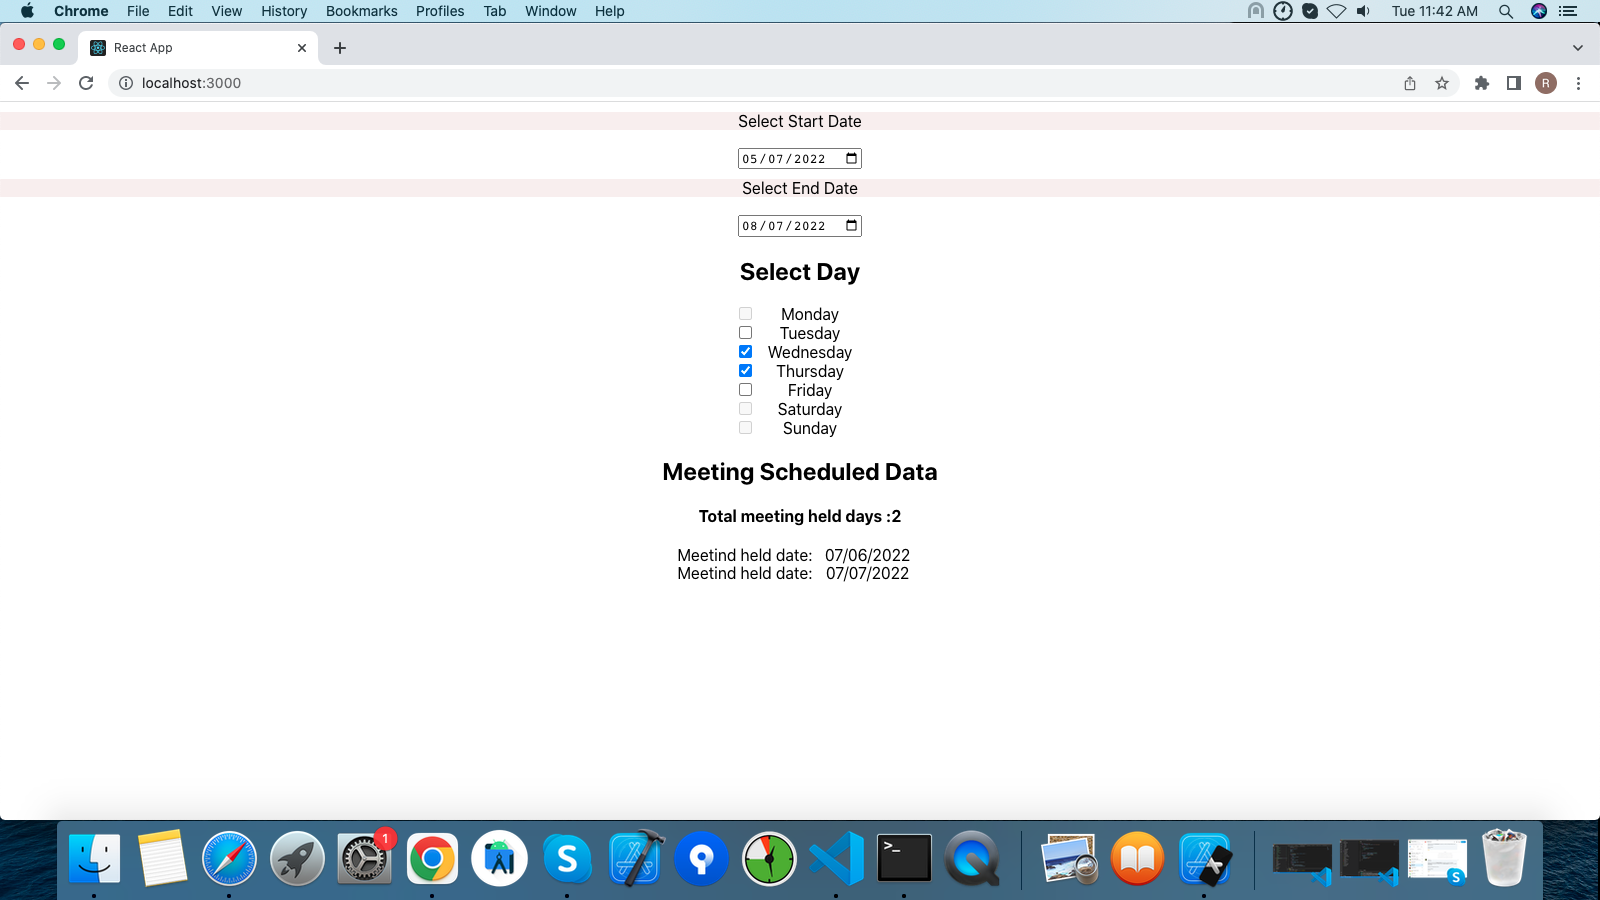 Chrome File Edit View History Bookmarks Profiles Tab Window Help Tue 11:42 AM
React App
localhost:3000 R
Select Start Date
05/07/2022
Select End Date
08/07/2022
Select Day
Monday
Tuesday
Wednesday
Thursday
Friday
Saturday
Sunday
Meeting Scheduled Data
Total meeting held days :2
Meetind held date: 07/06/2022
Meetind held date: 07/07/2022
1
S
>_
S